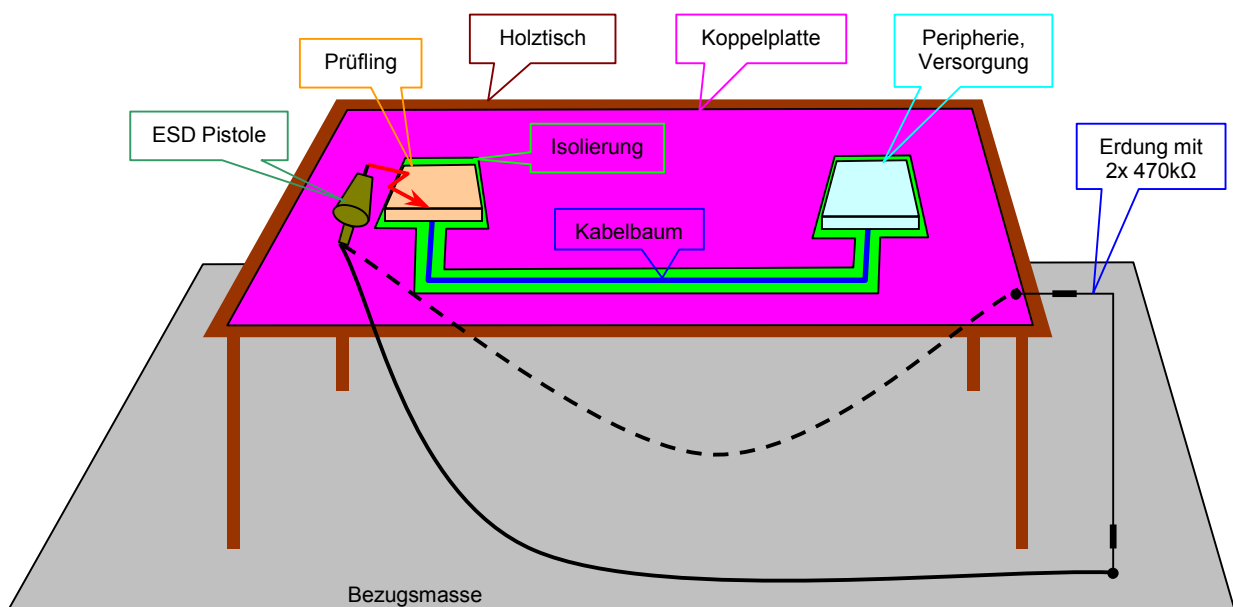 Holztisch
Koppelplatte
Peripherie,
Versorgung
Prüfling
ESD Pistole
Isolierung
Erdung mit
2x 470kΩ
Kabelbaum
Bezugsmasse